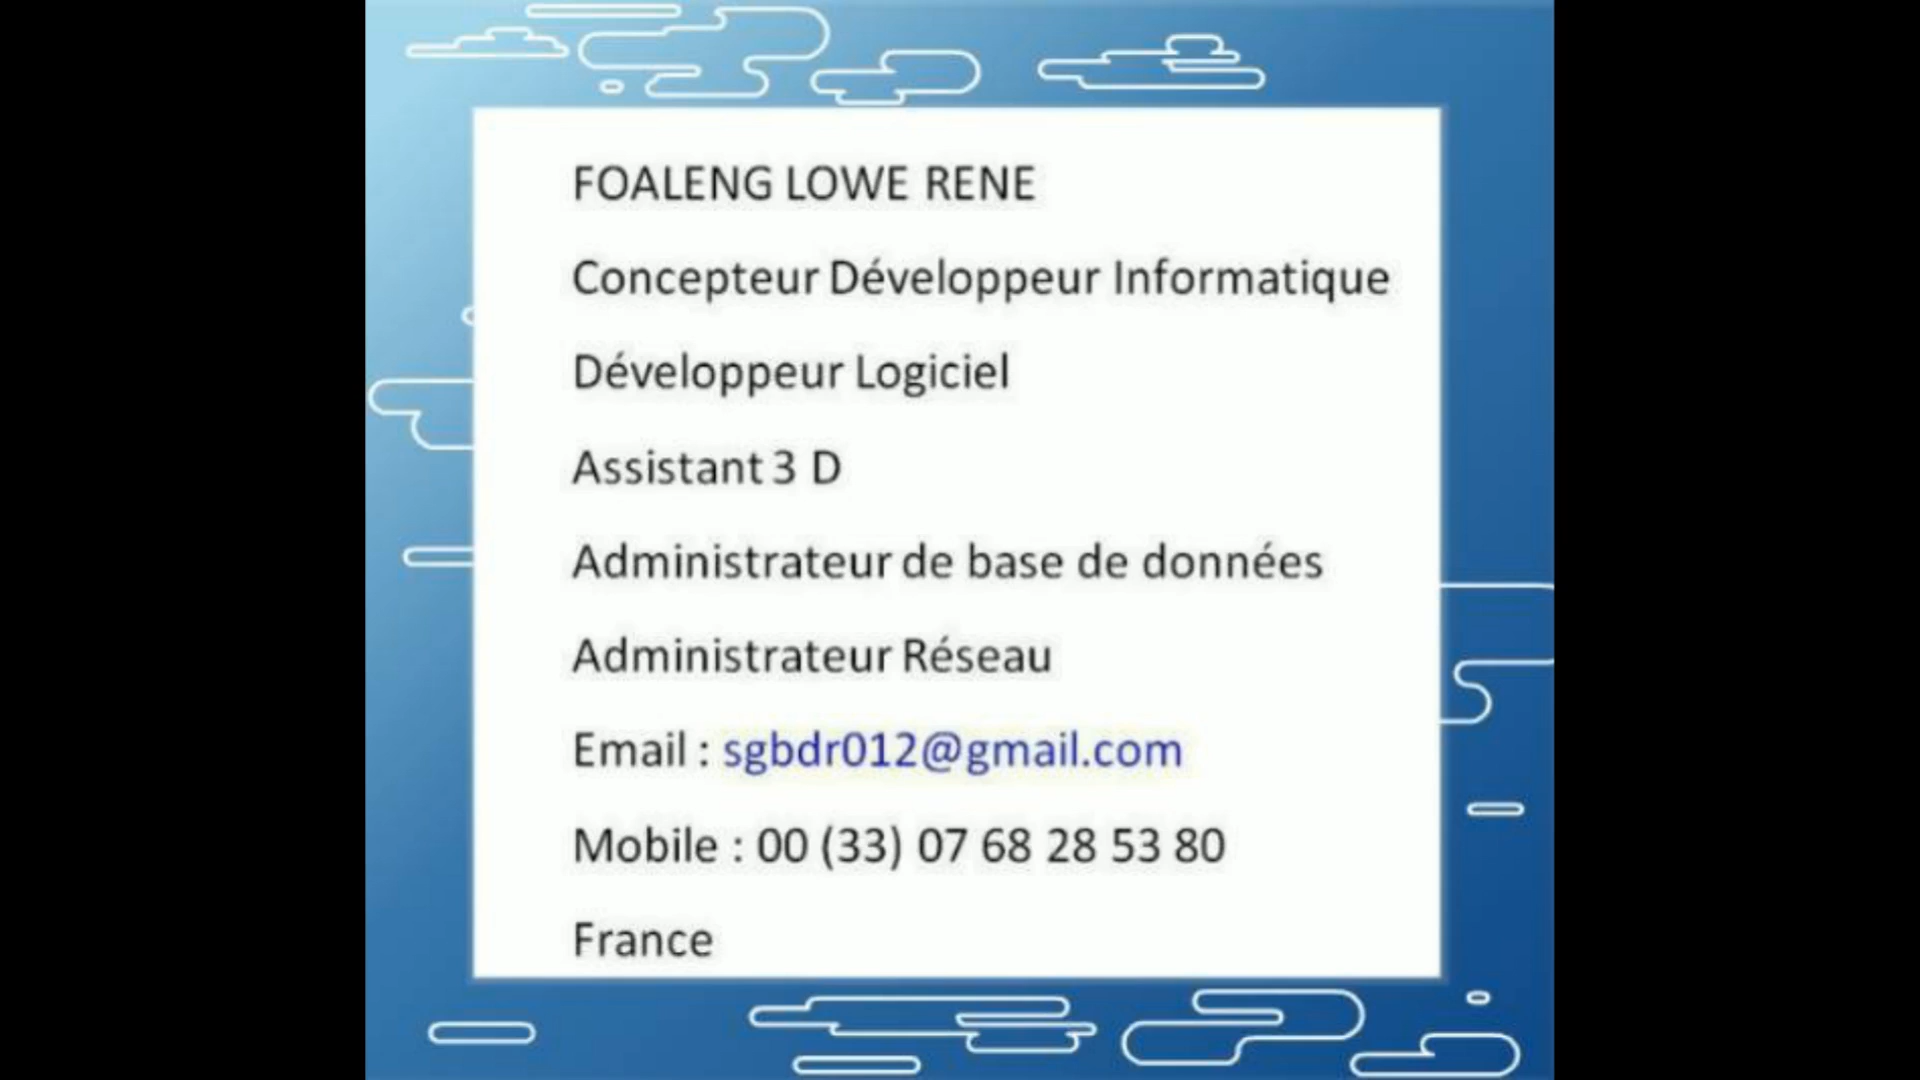 FOALENG LOWE RENE
Concepteur Développeur Informatique
Développeur Logiciel
Assistant 3 D
Administrateur de base de données
Administrateur Réseau
Email : sgbdr012@gmail.com
Mobile : 00 (33) 07 68 28 53 80
France